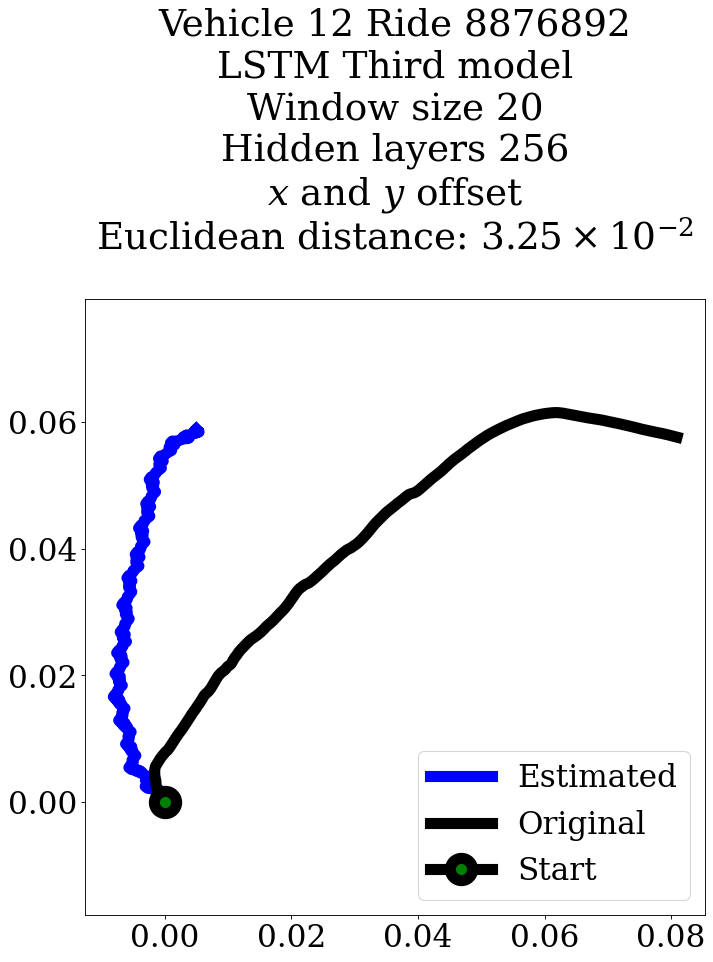 Vehicle 12 Ride 8876892
LSTM Third model
Window size 20
Hidden layers 256
x and y offset
Euclidean distance: 3.25 × 10⁻²
0.06
0.04
0.02
0.00
Estimated
Original
Start
0.00 0.02 0.04 0.06 0.08